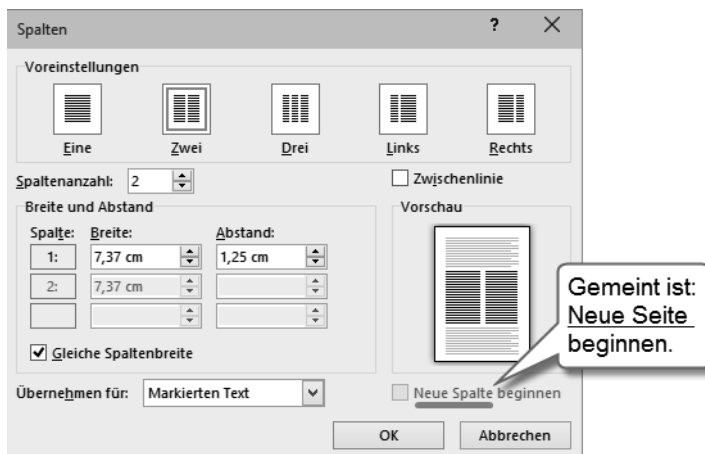 Spalten ?
Voreinstellungen
Eine Zwei Drei Links Rechts
Spaltenanzahl: 2 Zwischenlinie
Breite und Abstand Vorschau
Spalte: Breite: Abstand:
1: 7,37 cm 1,25 cm
2: 7,37 cm
Gleiche Spaltenbreite
Gemeint ist:
Neue Seite
beginnen.
Übernehmen für: Markierten Text Neue Spalte beginnen
OK Abbrechen